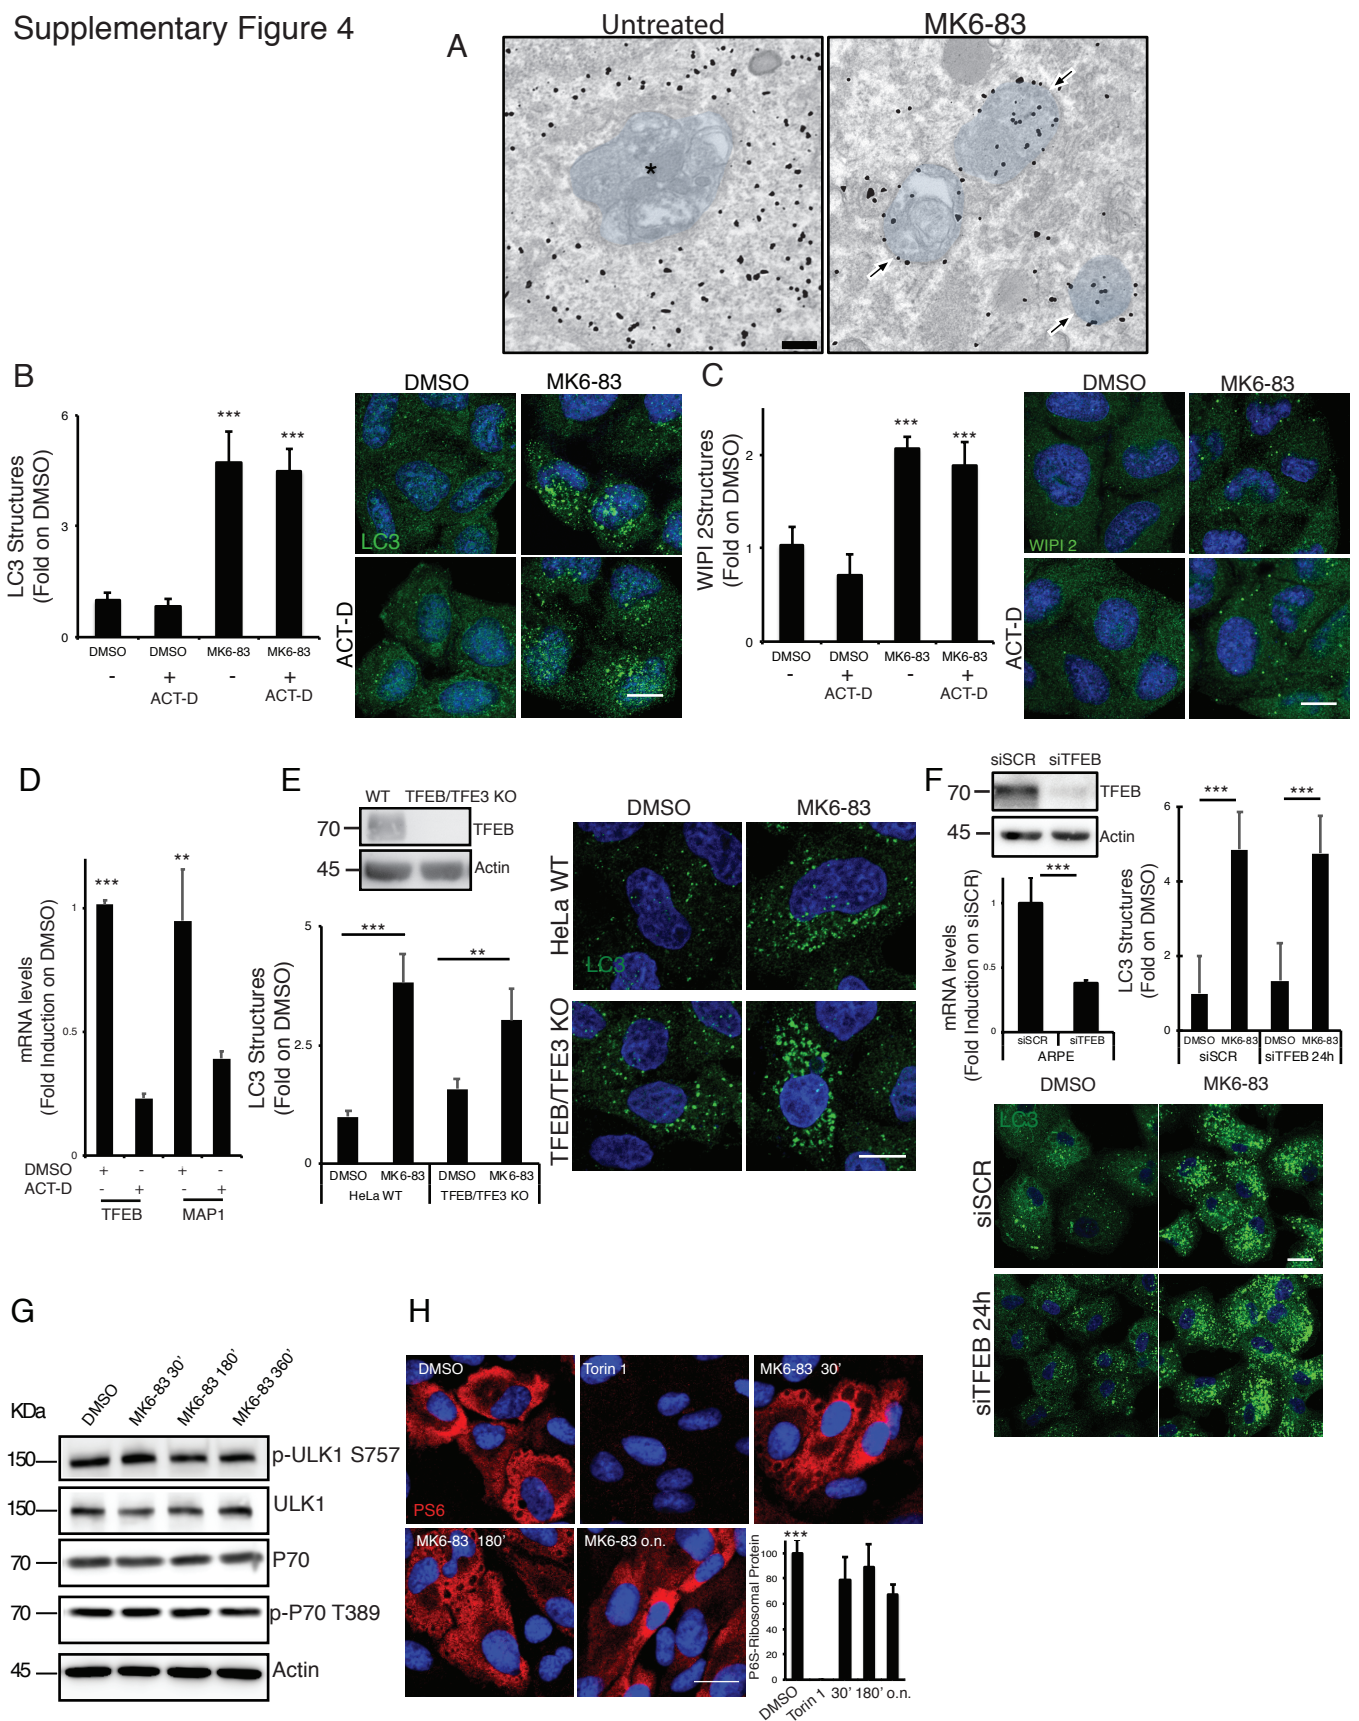 Supplementary Figure 4
A
Untreated
MK6-83
*
B
LC3 Structures
(Fold on DMSO)
6
3
0
***
***
DMSO
DMSO
MK6-83
MK6-83
- + - +
ACT-D
ACT-D
DMSO
MK6-83
LC3
ACT-D
C
WIPI 2Structures
(Fold on DMSO)
2
1
0
***
***
DMSO
DMSO
MK6-83
MK6-83
- + - +
ACT-D
ACT-D
DMSO
MK6-83
WIPI 2
ACT-D
D
mRNA levels
(Fold Induction on DMSO)
1
0.5
0
***
**
DMSO + - + -
ACT-D - + - +
TFEB
MAP1
E
WT
TFEB/TFE3 KO
70
TFEB
45
Actin
LC3 Structures
(Fold on DMSO)
5
2.5
0
***
**
DMSO
MK6-83
DMSO
MK6-83
HeLa WT
TFEB/TFE3 KO
DMSO
MK6-83
HeLa WT
LC3
TFEB/TFE3 KO
F
siSCR
siTFEB
70
TFEB
45
Actin
mRNA levels
(Fold Induction on siSCR)
1
0.5
0
***
siSCR
siTFEB
ARPE
LC3 Structures
(Fold on DMSO)
6
4
2
0
***
***
DMSO
MK6-83
DMSO
MK6-83
siSCR
siTFEB 24h
DMSO
MK6-83
LC3
siSCR
siTFEB 24h
G
KDa
DMSO
MK6-83 30'
MK6-83 180'
MK6-83 360'
150
p-ULK1 S757
150
ULK1
70
P70
70
p-P70 T389
45
Actin
H
DMSO
PS6
Torin 1
MK6-83 30'
MK6-83 180'
MK6-83 o.n.
P6S-Ribosomal Protein
100
80
60
40
20
0
***
DMSO
Torin 1
30'
180'
o.n.